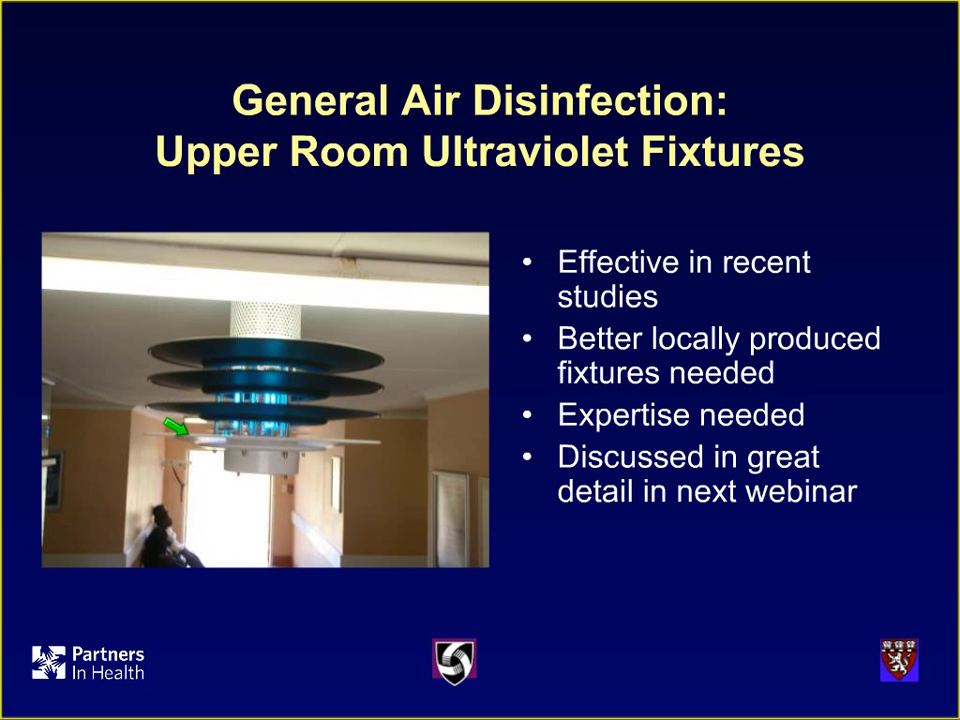 General Air Disinfection:
Upper Room Ultraviolet Fixtures
• Effective in recent
studies
• Better locally produced
fixtures needed
• Expertise needed
• Discussed in great
detail in next webinar
Partners
In Health